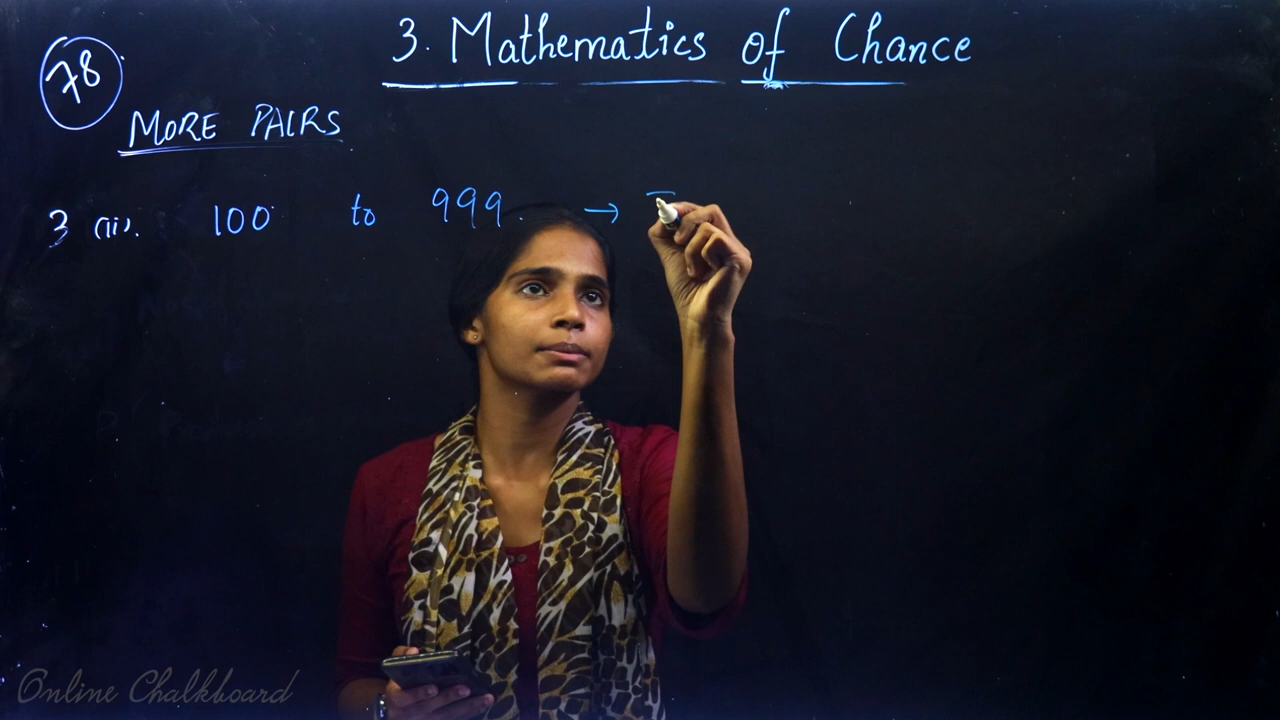 3. Mathematics of Chance
78
MORE PAIRS
3 (ii). 100 to 999. →
Online Chalkboard